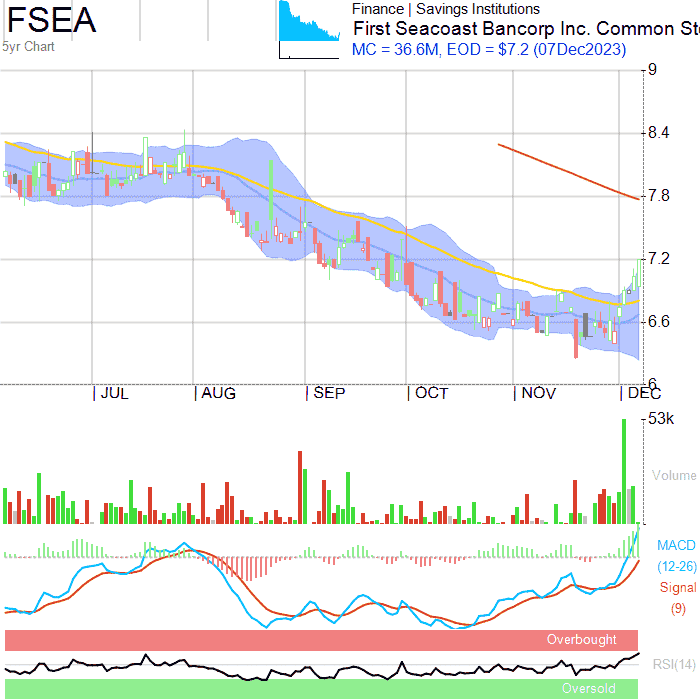 FSEA
5yr Chart
Finance | Savings Institutions
First Seacoast Bancorp Inc. Common St
MC = 36.6M, EOD = $7.2 (07Dec2023)
9
8.4
7.8
7.2
6.6
6
JUL AUG SEP OCT NOV DEC
53k
Volume
MACD
(12-26)
Signal
(9)
Overbought
RSI(14)
Oversold